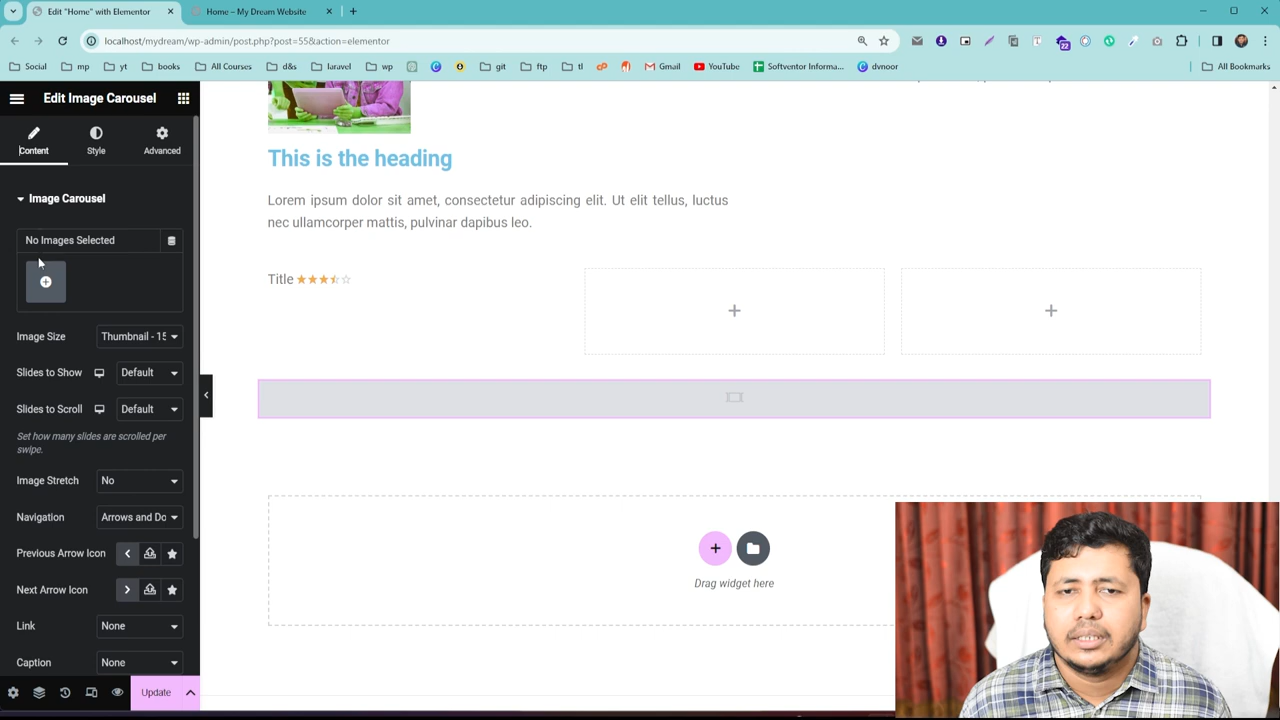 Edit "Home" with Elementor
Home – My Dream Website
localhost/mydream/wp-admin/post.php?post=55&action=elementor
22
Social
mp
yt
books
All Courses
d&s
laravel
wp
git
ftp
tl
Gmail
YouTube
Softventor Informa...
dvnoor
All Bookmarks
Edit Image Carousel
Content
Style
Advanced
This is the heading
Image Carousel
Lorem ipsum dolor sit amet, consectetur adipiscing elit. Ut elit tellus, luctus
nec ullamcorper mattis, pulvinar dapibus leo.
No Images Selected
Title
Image Size
Thumbnail - 15
Slides to Show
Default
Slides to Scroll
Default
Set how many slides are scrolled per
swipe.
Image Stretch
No
Navigation
Arrows and Do
Previous Arrow Icon
Next Arrow Icon
Drag widget here
Link
None
Caption
None
Update